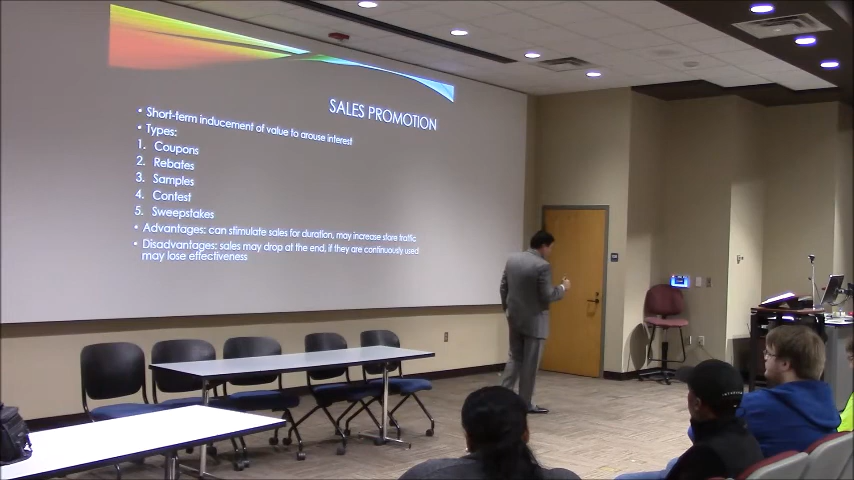 SALES PROMOTION
• Short-term inducement of value to arouse interest
• Types:
1. Coupons
2. Rebates
3. Samples
4. Contest
5. Sweepstakes
• Advantages: can stimulate sales for duration, may increase store traffic
• Disadvantages: sales may drop at the end, if they are continuously used
may lose effectiveness